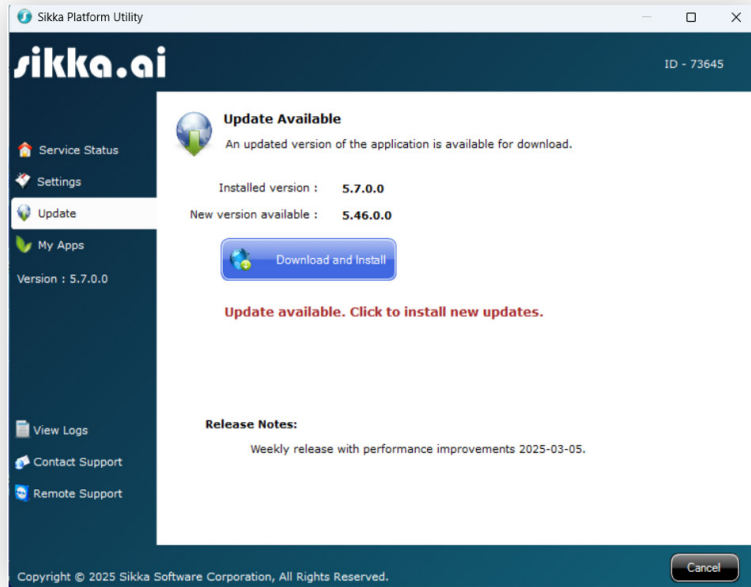 Sikka Platform Utility
sikka.ai
ID - 73645
Service Status
Settings
Update
My Apps
Version : 5.7.0.0
View Logs
Contact Support
Remote Support
Update Available
An updated version of the application is available for download.
Installed version : 5.7.0.0
New version available : 5.46.0.0
Download and Install
Update available. Click to install new updates.
Release Notes:
Weekly release with performance improvements 2025-03-05.
Copyright © 2025 Sikka Software Corporation, All Rights Reserved.
Cancel